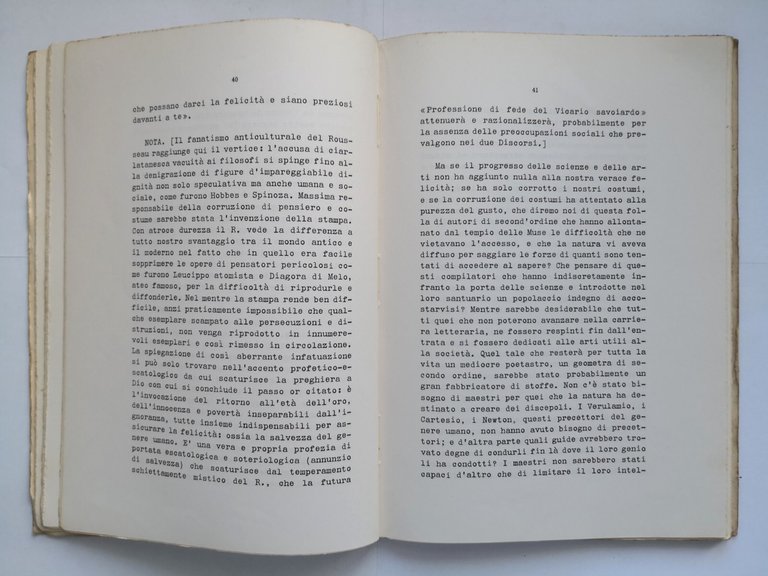 40
che possano darci la felicità e siano preziosi
davanti a te».
NOTA. [Il fanatismo anticulturale del Rous-
seau raggiunge qui il vertice: l'accusa di ciar-
latanesca vacuità ai filosofi si spinge fino al-
la denigrazione di figure d'impareggiabile di-
gnità non solo speculativa ma anche umana e so-
ciale, come furono Hobbes e Spinoza. Massima re-
sponsabile della corruzione di pensiero e co-
stume sarebbe stata l'invenzione della stampa.
Con atroce durezza il R. vede la differenza a
tutto nostro svantaggio tra il mondo antico e
il moderno nel fatto che in quello era facile
sopprimere le opere di pensatori pericolosi co-
me furono Leucippo atomista e Diagora di Melo,
ateo famoso, per la difficoltà di riprodurle e
diffonderle. Nel mentre la stampa rende ben dif-
ficile, anzi praticamente impossibile che qual-
che esemplare scampato alle persecuzioni e di-
struzioni, non venga riprodotto in innumere-
voli esemplari e così rimesso in circolazione.
La spiegazione di così aberrante infatuazione
si può solo trovare nell'accento profetico-e-
scatologico da cui scaturisce la preghiera a
Dio con cui si conchiude il passo or citato: è
l'invocazione del ritorno all'età dell'oro,
dell'innocenza e povertà inseparabili dall'i-
gnoranza, tutte insieme indispensabili per as-
sicurare la felicità: ossia la salvezza del ge-
nere umano. E' una vera e propria profezia di
portata escatologica e soteriologica (annunzio
di salvezza) che scaturisce dal temperamento
schiettamente mistico del R., che la futura
41
«Professione di fede del Vicario savoiardo»
attenuerà e razionalizzerà, probabilmente per
la assenza delle preoccupazioni sociali che pre-
valgono nei due Discorsi.]
Ma se il progresso delle scienze e delle ar-
ti non ha aggiunto nulla alla nostra verace fe-
licità; se ha solo corrotto i nostri costumi,
e se la corruzione dei costumi ha attentato alla
purezza del gusto, che diremo noi di questa fol-
la di autori di second'ordine che hanno allonta-
nato dal tempio delle Muse le difficoltà che ne
vietavano l'accesso, e che la natura vi aveva
diffuso per saggiare le forze di quanti sono ten-
tati di accedere al sapere? Che pensare di que-
sti compilatori che hanno indiscretamente in-
franto la porta delle scienze e introdotte nel
loro santuario un popolaccio indegno di acco-
starvisi? Mentre sarebbe desiderabile che tut-
ti quei che non potevano avanzare nella carrie-
ra letteraria, ne fossero respinti fin dall'en-
trata e si fossero dedicati alle arti utili al-
la società. Quel tale che resterà per tutta la
vita un mediocre poetastro, un geometra di se-
condo ordine, sarebbe stato probabilmente un
gran fabbricatore di stoffe. Non c'è stato bi-
sogno di maestri per quei che la natura ha de-
stinato a creare dei discepoli. I Verulamio, i
Cartesio, i Newton, questi precettori del ge-
nere umano, non hanno avuto bisogno di precet-
tori; e d'altra parte quali guide avrebbero tro-
vato degne di condurli fin là dove il loro genio
li ha condotti? I maestri non sarebbero stati
capaci d'altro che di limitare il loro intel-